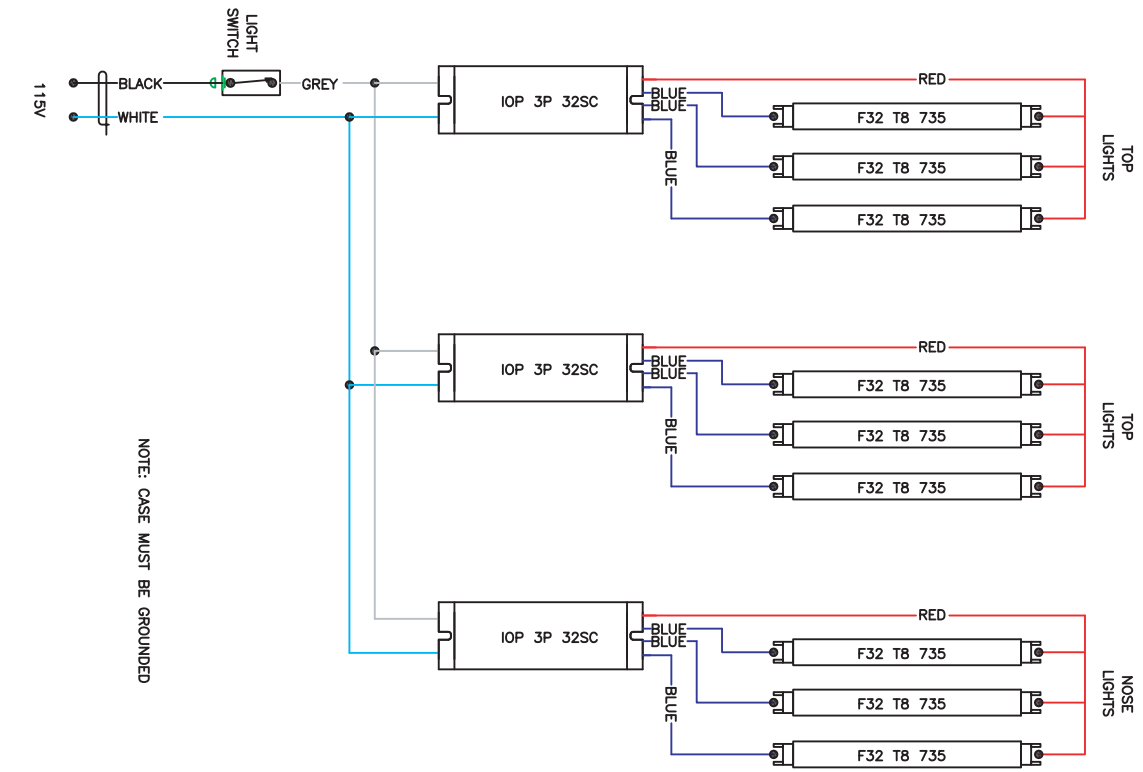 LIGHT
SWITCH
115V
BLACK
WHITE
GREY
IOP 3P 32SC
RED
BLUE
BLUE
BLUE
F32 T8 735
F32 T8 735
F32 T8 735
TOP
LIGHTS
IOP 3P 32SC
RED
BLUE
BLUE
BLUE
F32 T8 735
F32 T8 735
F32 T8 735
TOP
LIGHTS
NOTE: CASE MUST BE GROUNDED
IOP 3P 32SC
RED
BLUE
BLUE
BLUE
F32 T8 735
F32 T8 735
F32 T8 735
NOSE
LIGHTS